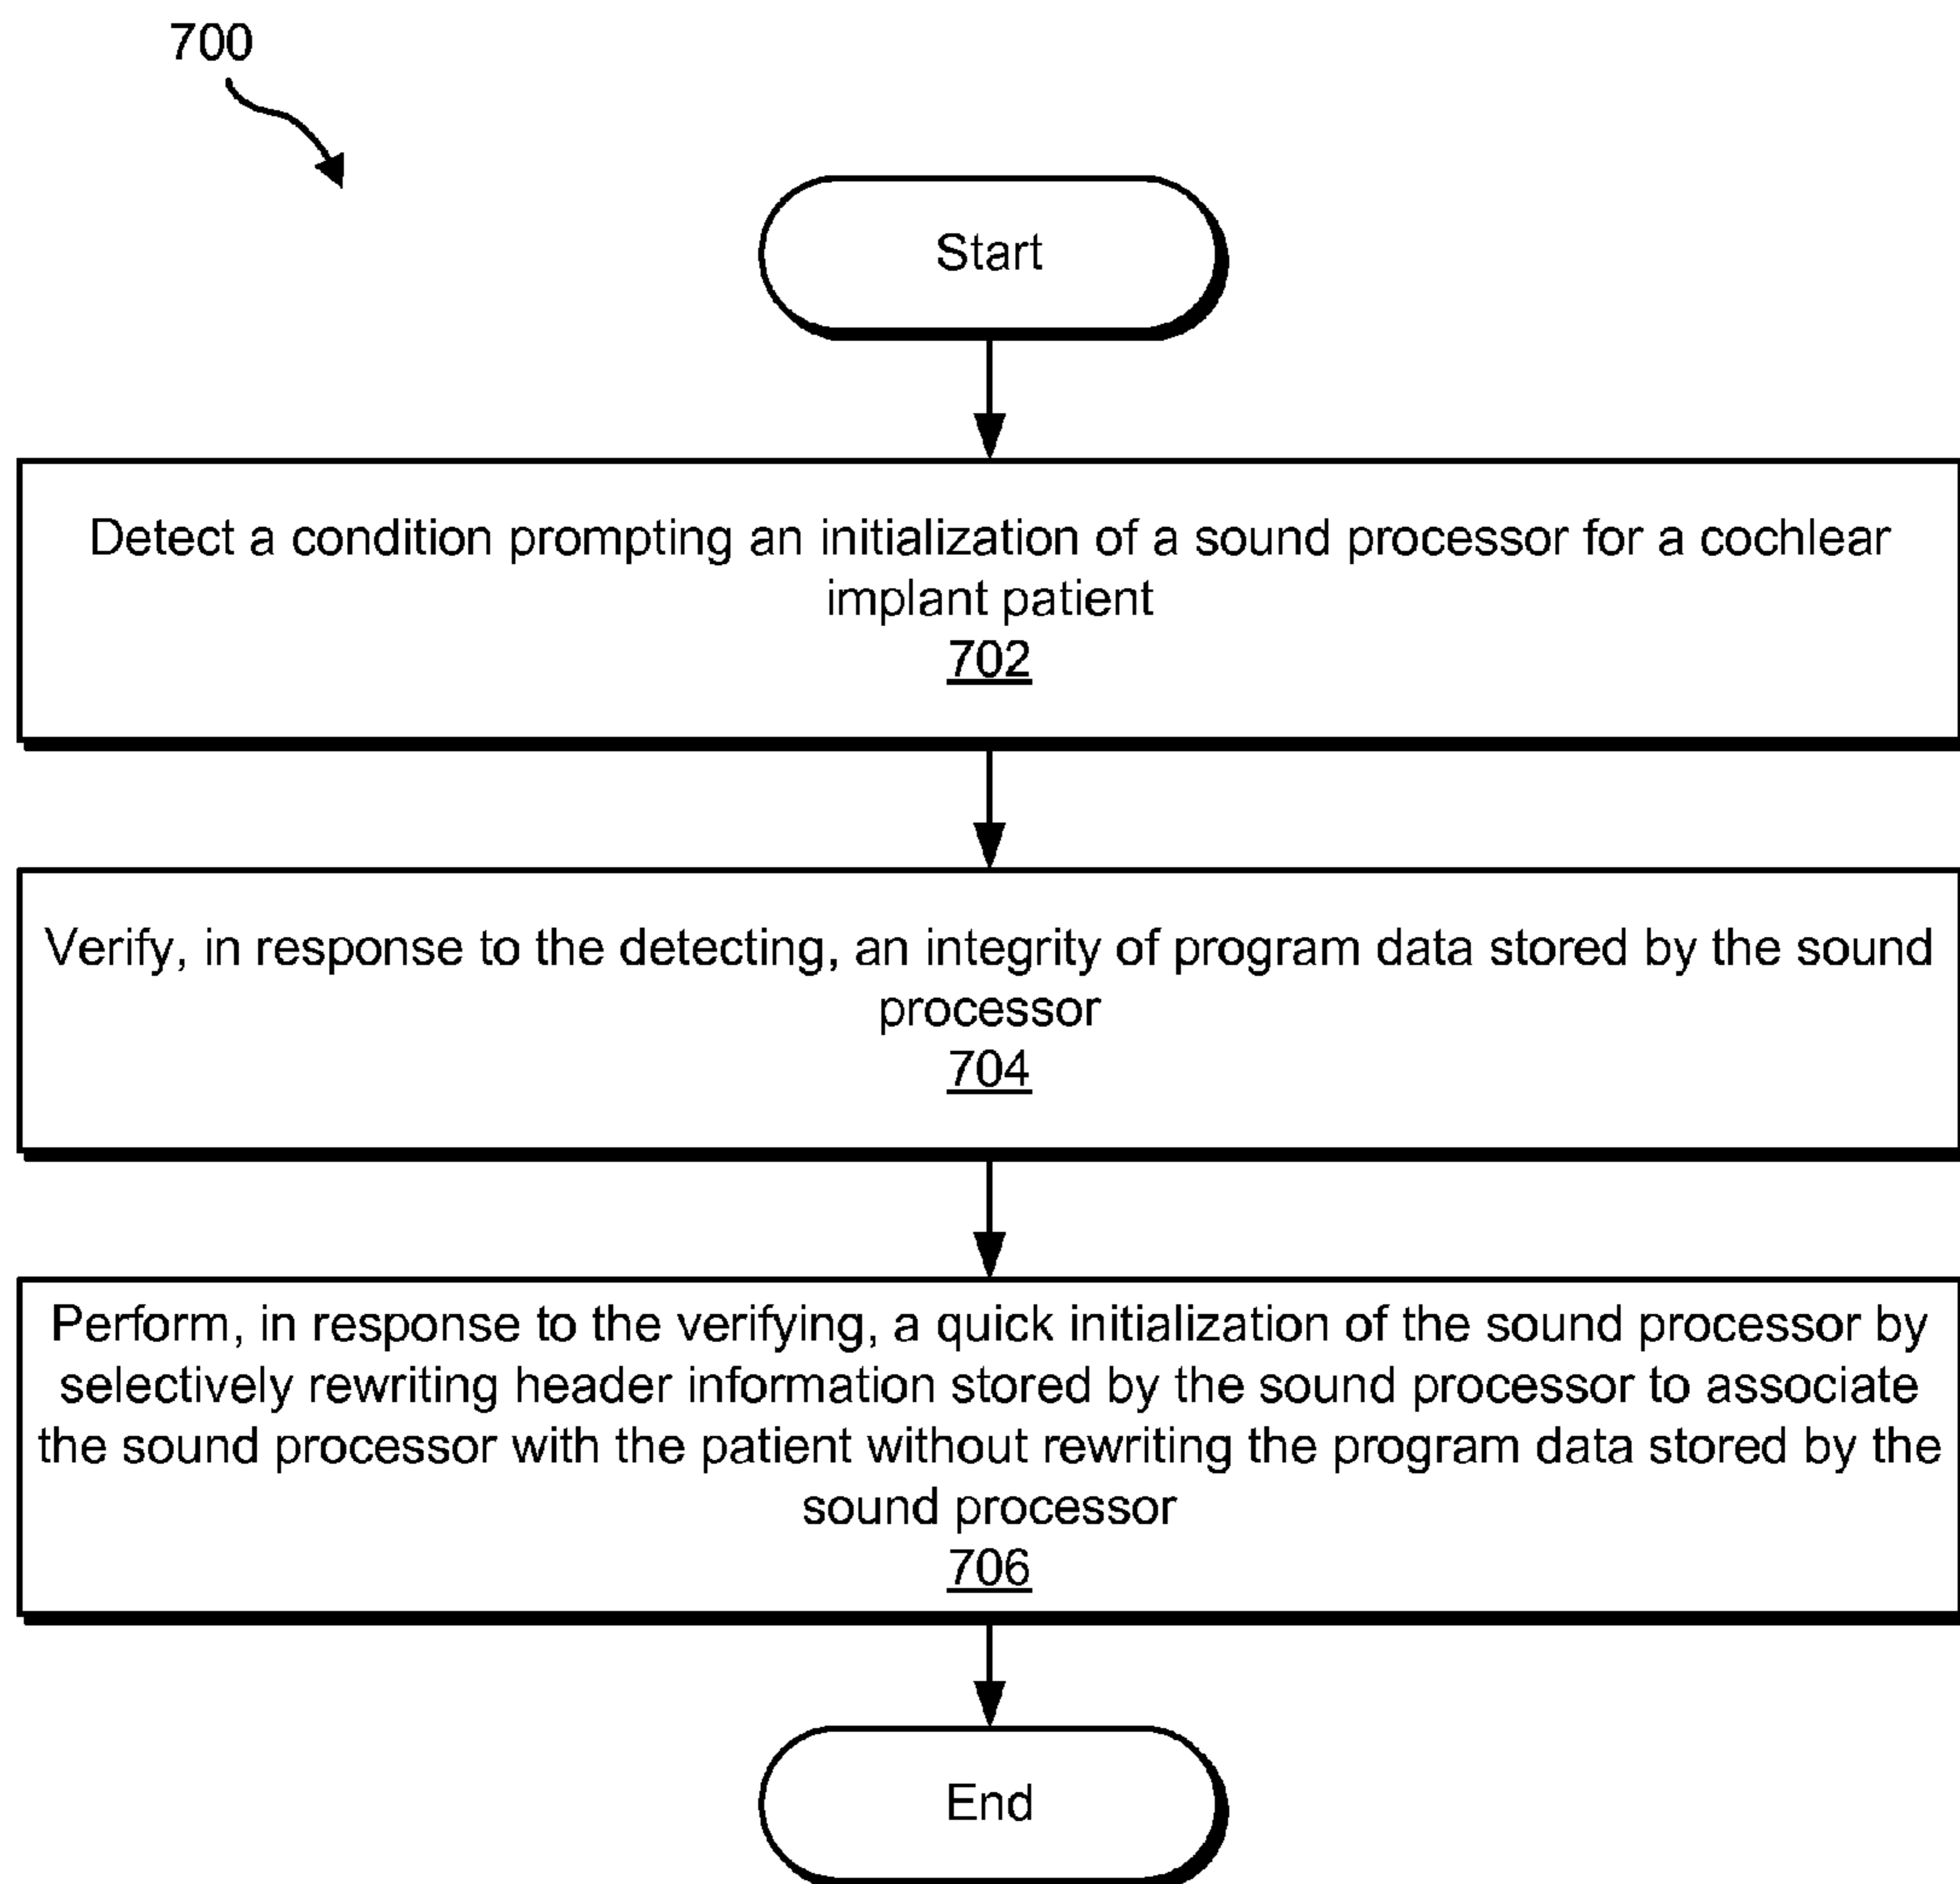 700
Start
Detect a condition prompting an initialization of a sound processor for a cochlear
implant patient
702
Verify, in response to the detecting, an integrity of program data stored by the sound
processor
704
Perform, in response to the verifying, a quick initialization of the sound processor by
selectively rewriting header information stored by the sound processor to associate
the sound processor with the patient without rewriting the program data stored by the
sound processor
706
End